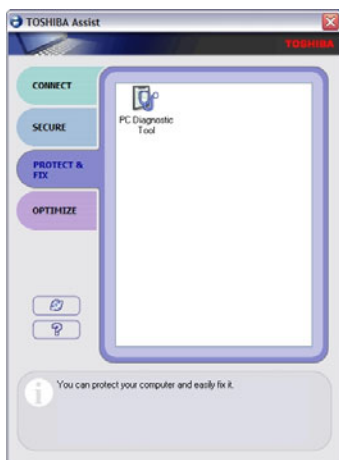 TOSHIBA Assist
TOSHIBA
CONNECT
SECURE
PROTECT &
FIX
OPTIMIZE
PC Diagnostic
Tool
?
i
You can protect your computer and easily fix it.